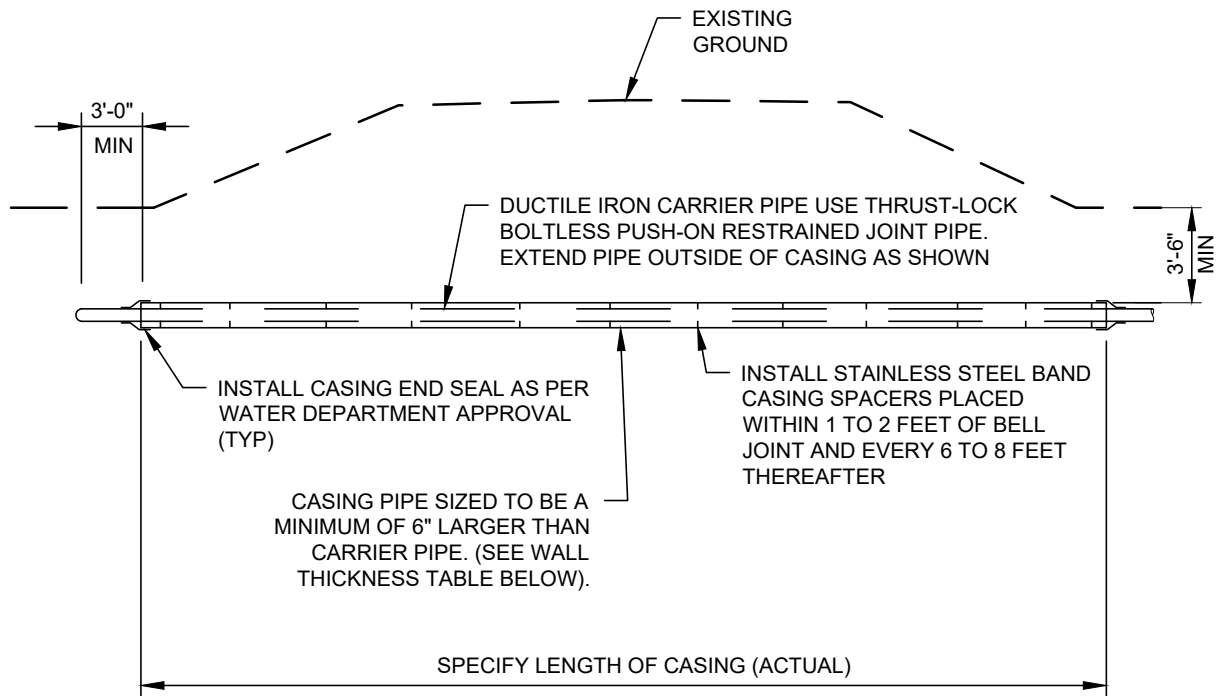 EXISTING
GROUND
3'-0"
MIN
DUCTILE IRON CARRIER PIPE USE THRUST-LOCK
BOLTLESS PUSH-ON RESTRAINED JOINT PIPE.
EXTEND PIPE OUTSIDE OF CASING AS SHOWN
3'-6"
MIN
INSTALL CASING END SEAL AS PER
WATER DEPARTMENT APPROVAL
(TYP)
INSTALL STAINLESS STEEL BAND
CASING SPACERS PLACED
WITHIN 1 TO 2 FEET OF BELL
JOINT AND EVERY 6 TO 8 FEET
THEREAFTER
CASING PIPE SIZED TO BE A
MINIMUM OF 6" LARGER THAN
CARRIER PIPE. (SEE WALL
THICKNESS TABLE BELOW).
SPECIFY LENGTH OF CASING (ACTUAL)